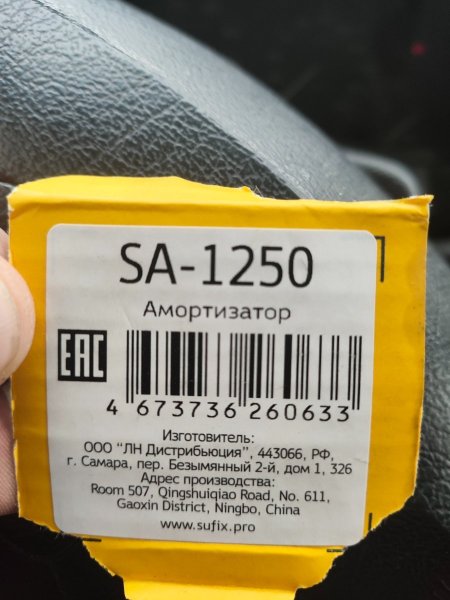 SA-1250
Амортизатор
EAC
4 673736 260633
Изготовитель:
ООО "ЛН Дистрибьюция", 443066, РФ,
г. Самара, пер. Безымянный 2-й, дом 1, 326
Адрес производства:
Room 507, Qingshuiqiao Road, No. 611,
Gaoxin District, Ningbo, China
www.sufix.pro